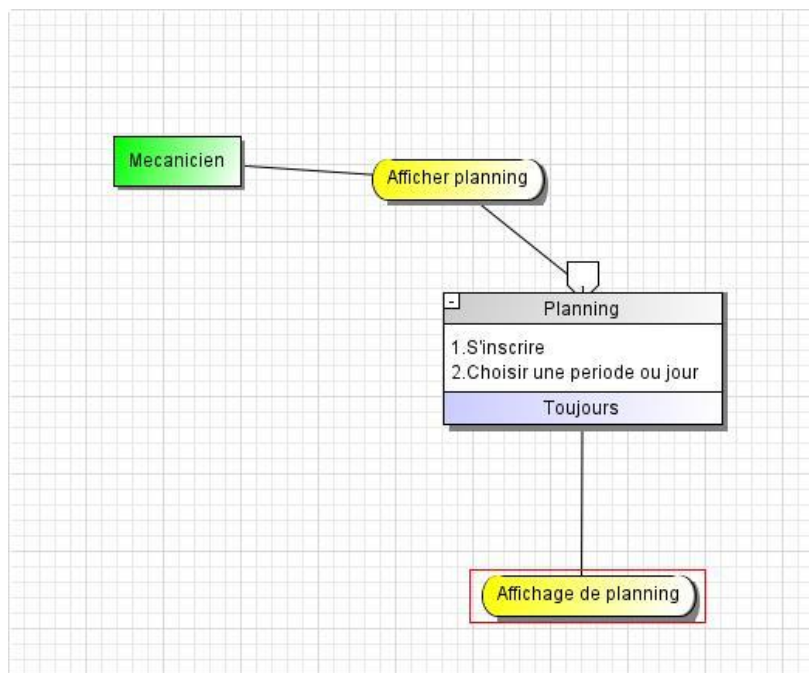 Mecanicien
Afficher planning
-
Planning
1.S'inscrire
2.Choisir une periode ou jour
Toujours
Affichage de planning